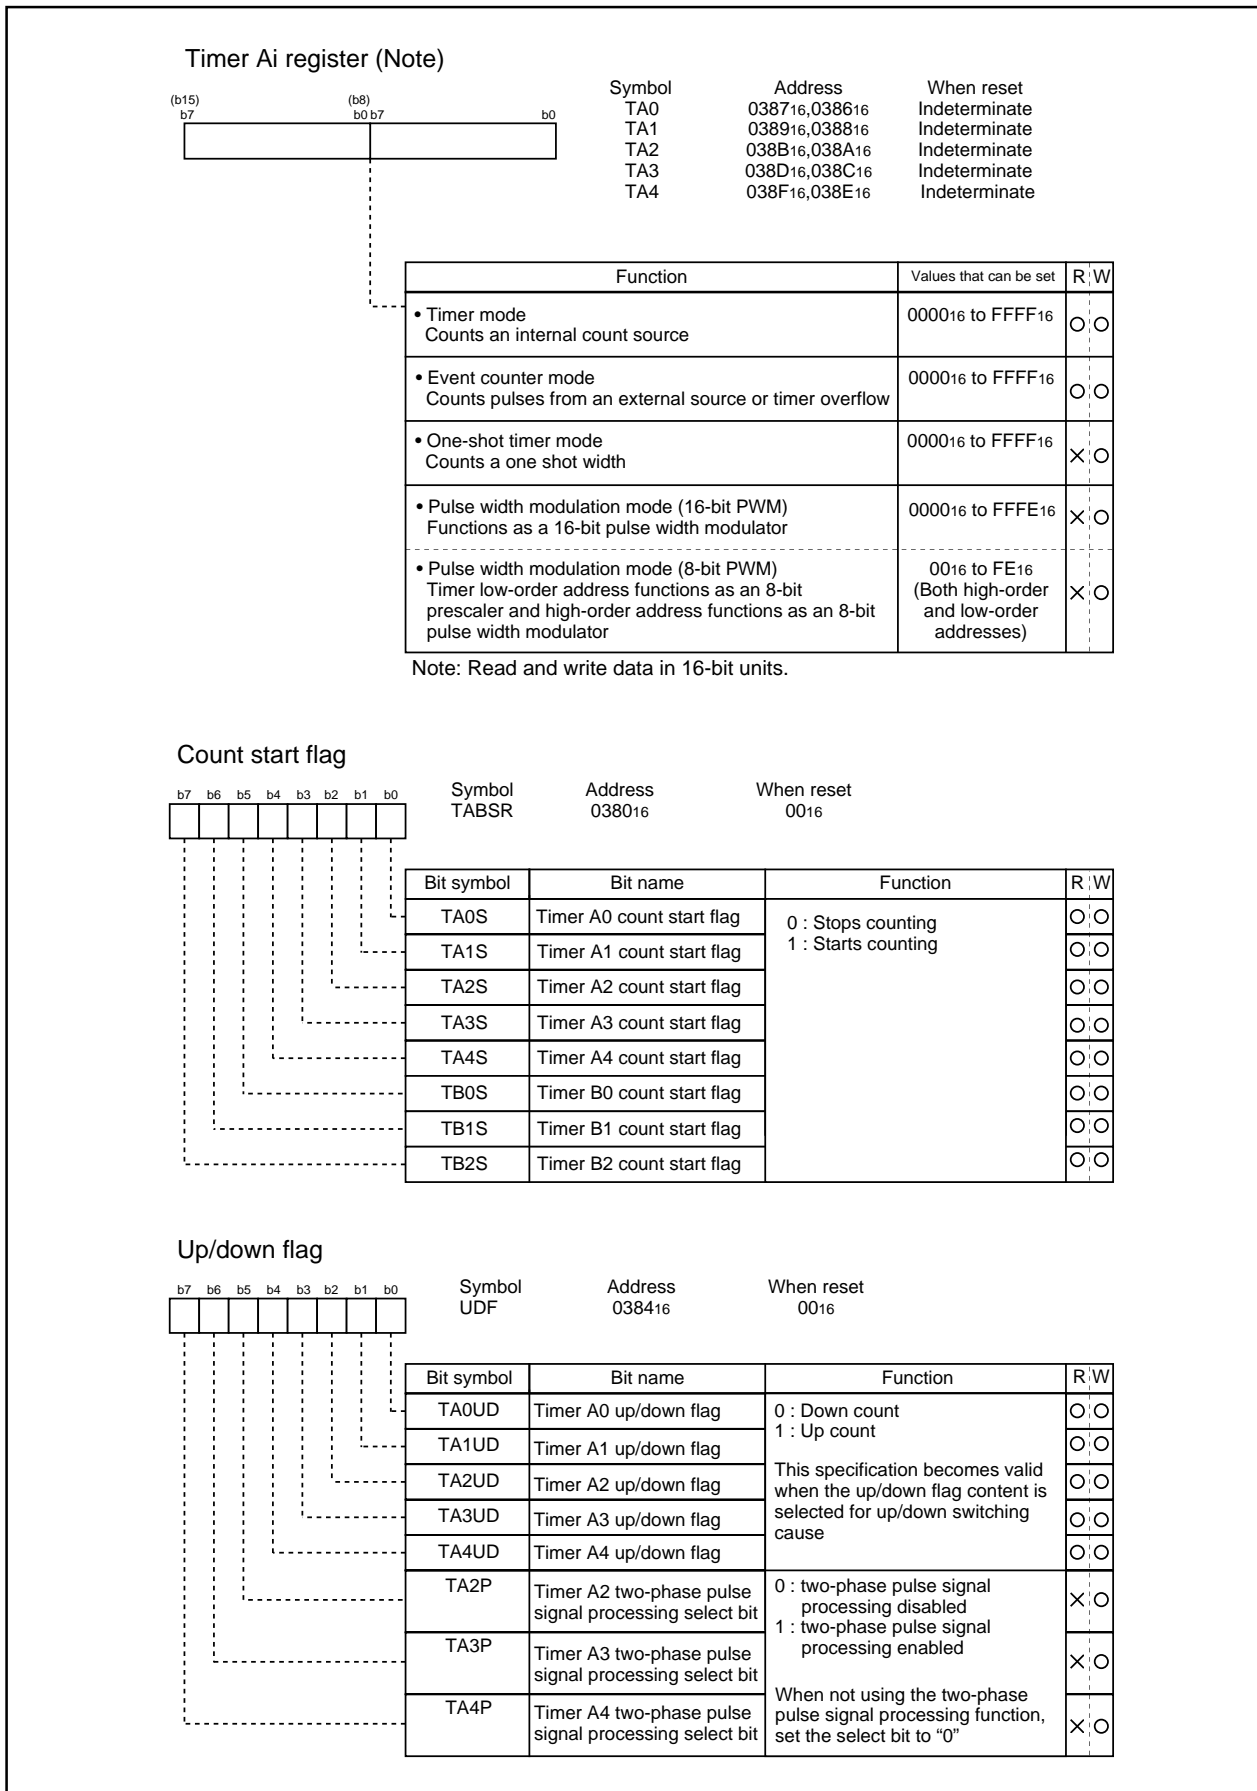 Timer Ai register (Note)
Symbol Address When reset
(b15) (b8)
b7 b0 b7 b0
TA0 038716,038616 Indeterminate
TA1 038916,038816 Indeterminate
TA2 038B16,038A16 Indeterminate
TA3 038D16,038C16 Indeterminate
TA4 038F16,038E16 Indeterminate
Function Values that can be set R W
• Timer mode 000016 to FFFF16
Counts an internal count source
• Event counter mode 000016 to FFFF16
Counts pulses from an external source or timer overflow
• One-shot timer mode 000016 to FFFF16
Counts a one shot width
• Pulse width modulation mode (16-bit PWM) 000016 to FFFE16
Functions as a 16-bit pulse width modulator
• Pulse width modulation mode (8-bit PWM) 0016 to FE16
Timer low-order address functions as an 8-bit (Both high-order
prescaler and high-order address functions as an 8-bit and low-order
pulse width modulator addresses)
Note: Read and write data in 16-bit units.
Count start flag
b7 b6 b5 b4 b3 b2 b1 b0
Symbol Address When reset
TABSR 038016 0016
Bit symbol Bit name Function R W
TA0S Timer A0 count start flag 0 : Stops counting
TA1S Timer A1 count start flag 1 : Starts counting
TA2S Timer A2 count start flag
TA3S Timer A3 count start flag
TA4S Timer A4 count start flag
TB0S Timer B0 count start flag
TB1S Timer B1 count start flag
TB2S Timer B2 count start flag
Up/down flag
b7 b6 b5 b4 b3 b2 b1 b0
Symbol Address When reset
UDF 038416 0016
Bit symbol Bit name Function R W
TA0UD Timer A0 up/down flag 0 : Down count
1 : Up count
TA1UD Timer A1 up/down flag
This specification becomes valid
TA2UD Timer A2 up/down flag when the up/down flag content is
TA3UD Timer A3 up/down flag selected for up/down switching
cause
TA4UD Timer A4 up/down flag
TA2P Timer A2 two-phase pulse 0 : two-phase pulse signal
signal processing select bit processing disabled
1 : two-phase pulse signal
TA3P Timer A3 two-phase pulse processing enabled
signal processing select bit
When not using the two-phase
TA4P Timer A4 two-phase pulse pulse signal processing function,
signal processing select bit set the select bit to “0”